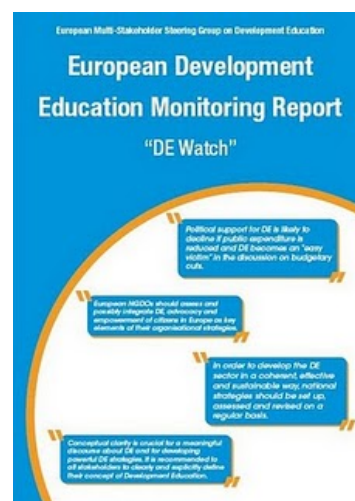 European Multi-Stakeholder Steering Group on Development Education
European Development
Education Monitoring Report
“DE Watch”
Political support for DE is likely to
decline if public expenditure is
reduced and DE becomes an “easy
victim” in the discussion on budgetary
cuts.
European NGDOs should assess and
possibly integrate DE, advocacy and
empowerment of citizens in Europe as key
elements of their organisational strategies.
In order to develop the DE
sector in a coherent, effective
and sustainable way, national
strategies should be set up,
assessed and revised on a
regular basis.
Conceptual clarity is crucial for a meaningful
discourse about DE and for developing
powerful DE strategies. It is recommended to
all stakeholders to clearly and explicitly define
their concept of Development Education.